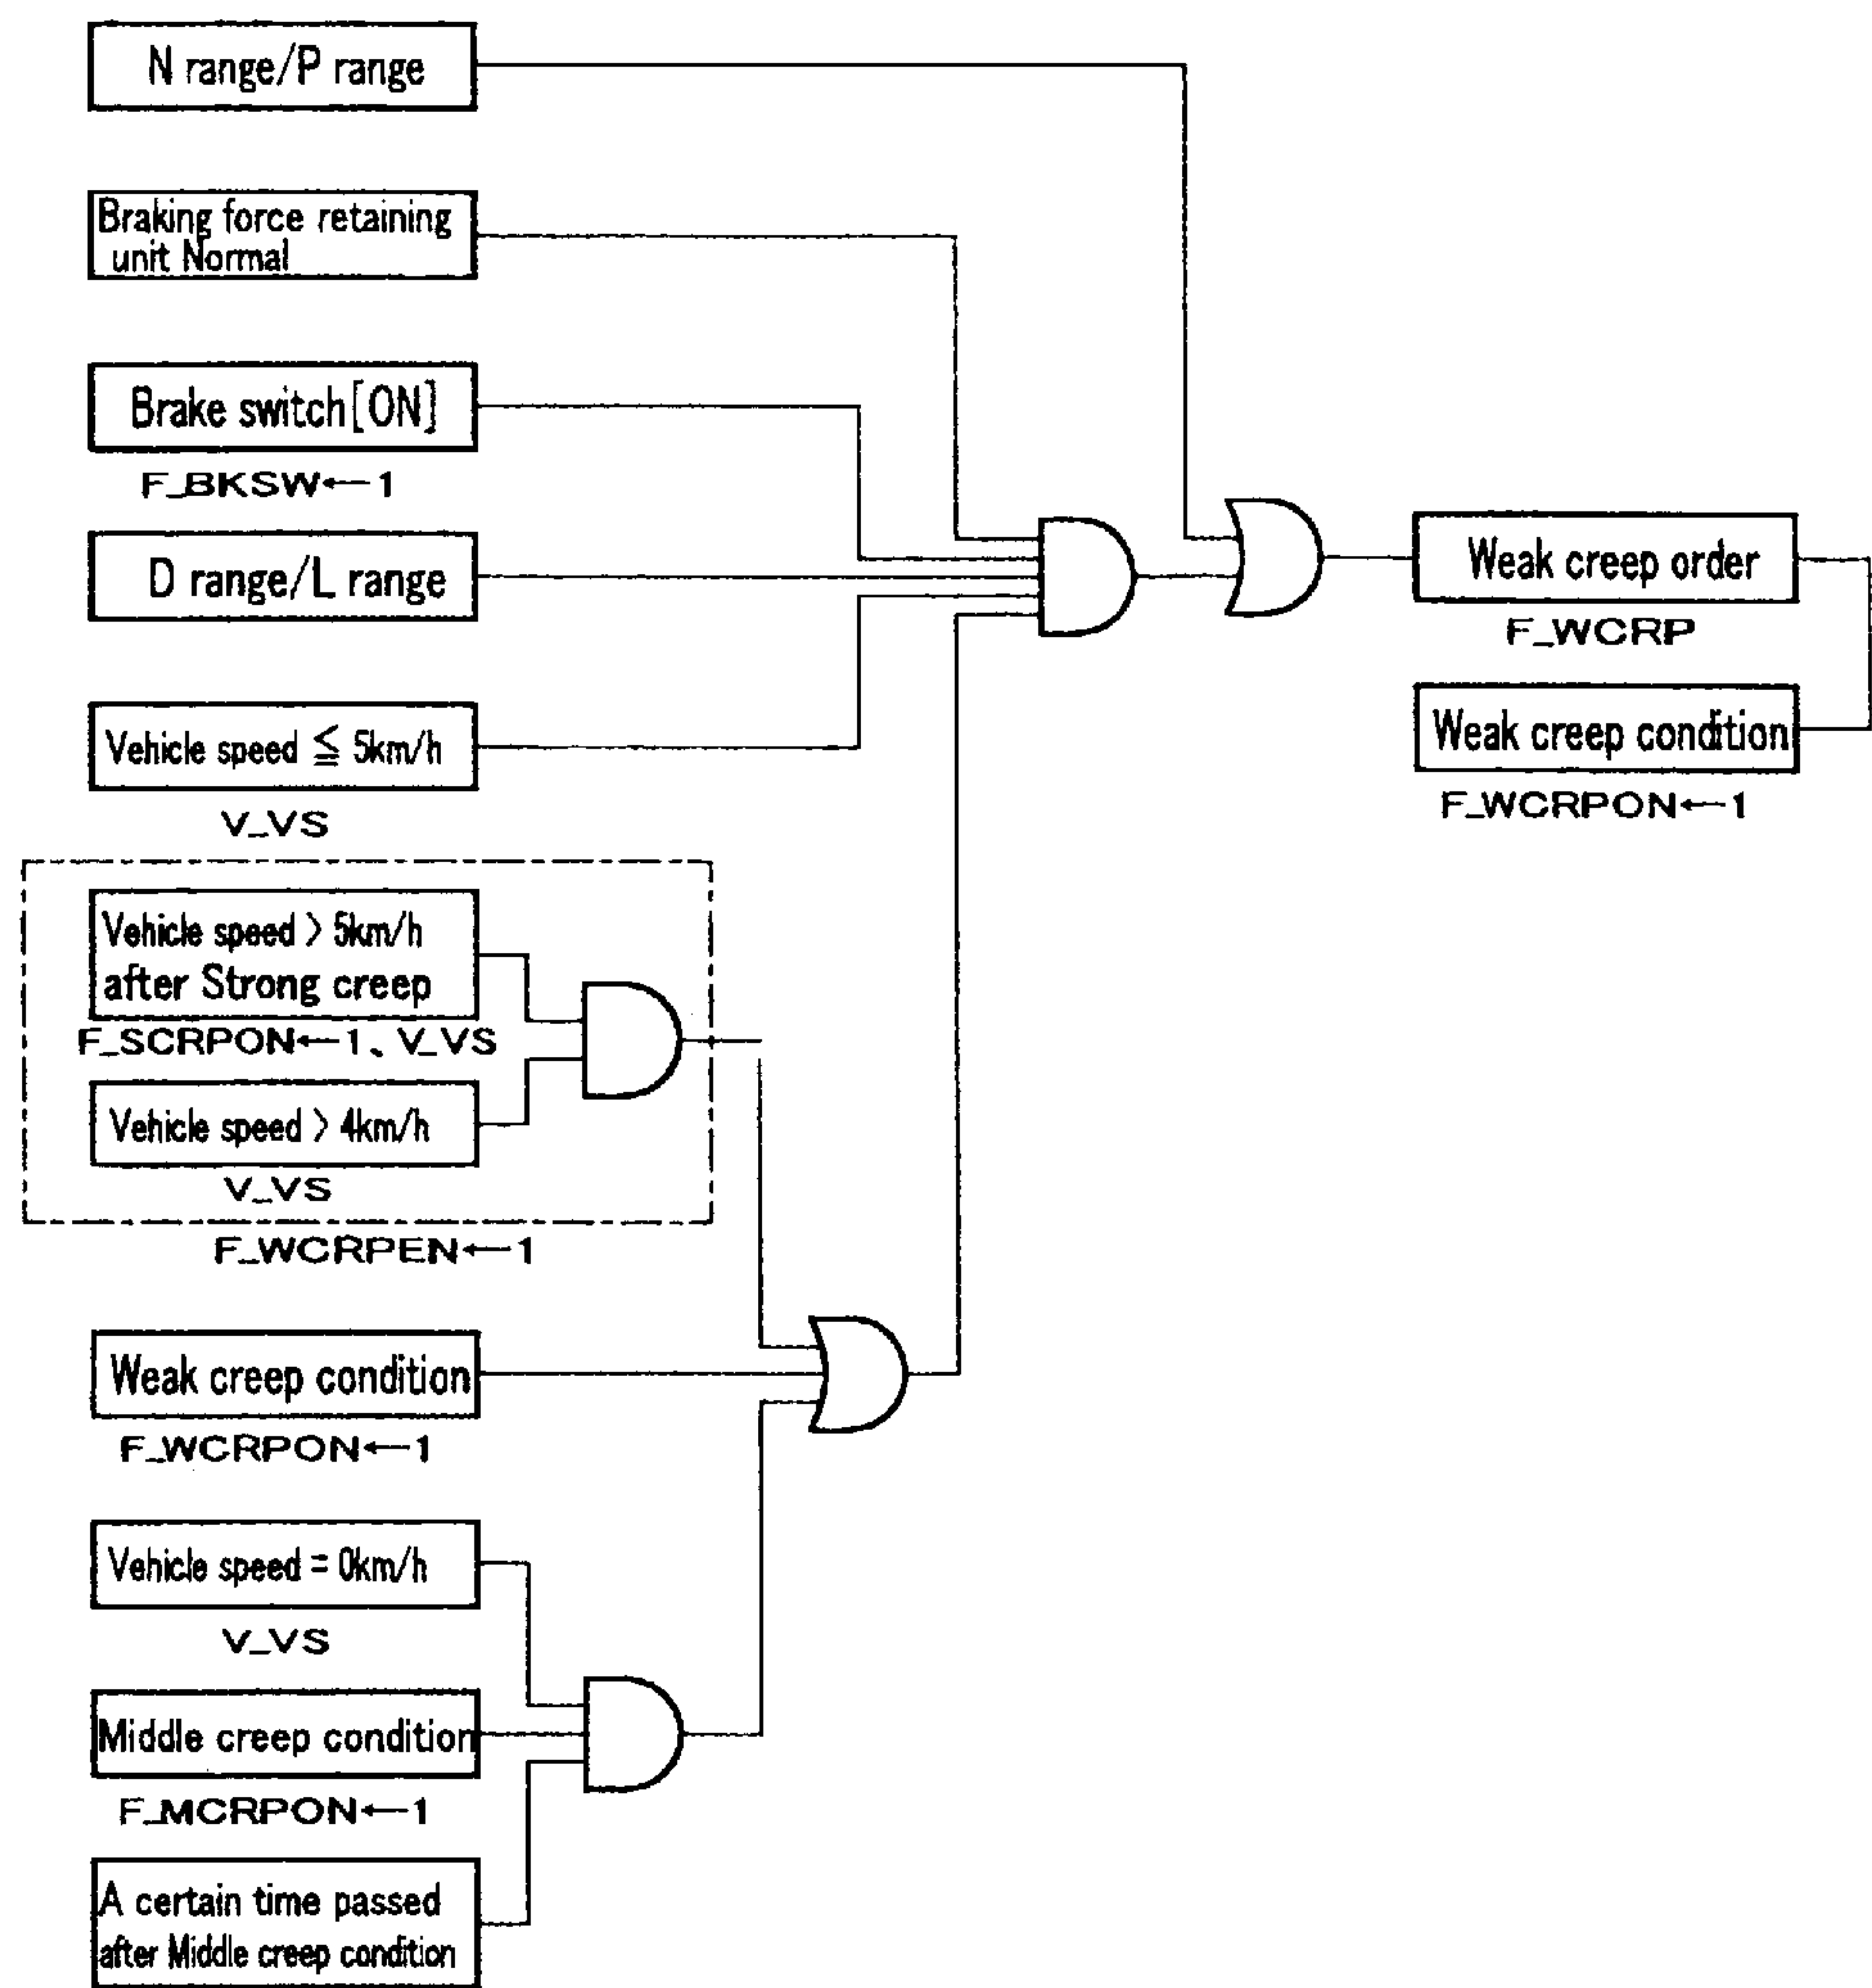 N range/P range
Braking force retaining
unit Normal
Brake switch[ON]
F_BKSW←1
D range/L range
Weak creep order
F_WCRP
Vehicle speed ≦ 5km/h
V_VS
Weak creep condition
F_WCRPON←1
Vehicle speed > 5km/h
after Strong creep
F_SCRPON←1、V_VS
Vehicle speed > 4km/h
V_VS
F_WCRPEN←1
Weak creep condition
F_WCRPON←1
Vehicle speed = 0km/h
V_VS
Middle creep condition
F_MCRPON←1
A certain time passed
after Middle creep condition